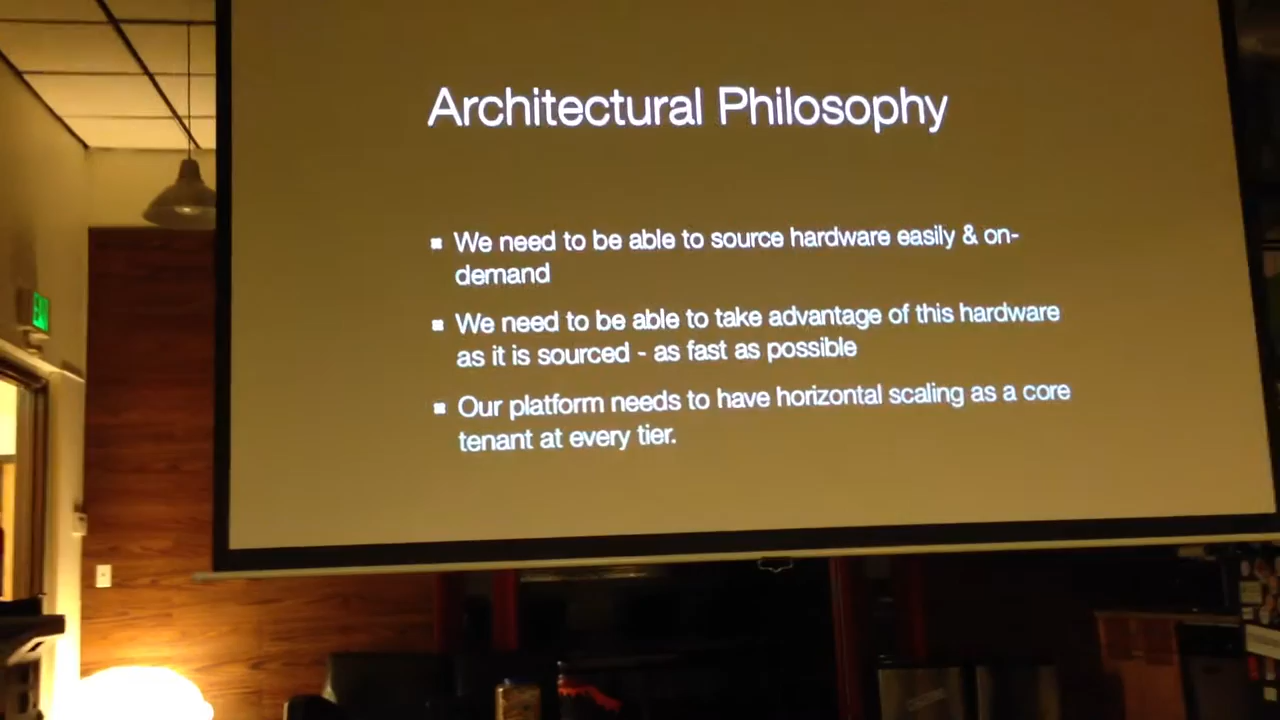 Architectural Philosophy
We need to be able to source hardware easily & on-
demand
We need to be able to take advantage of this hardware
as it is sourced - as fast as possible
Our platform needs to have horizontal scaling as a core
tenant at every tier.
EXIT